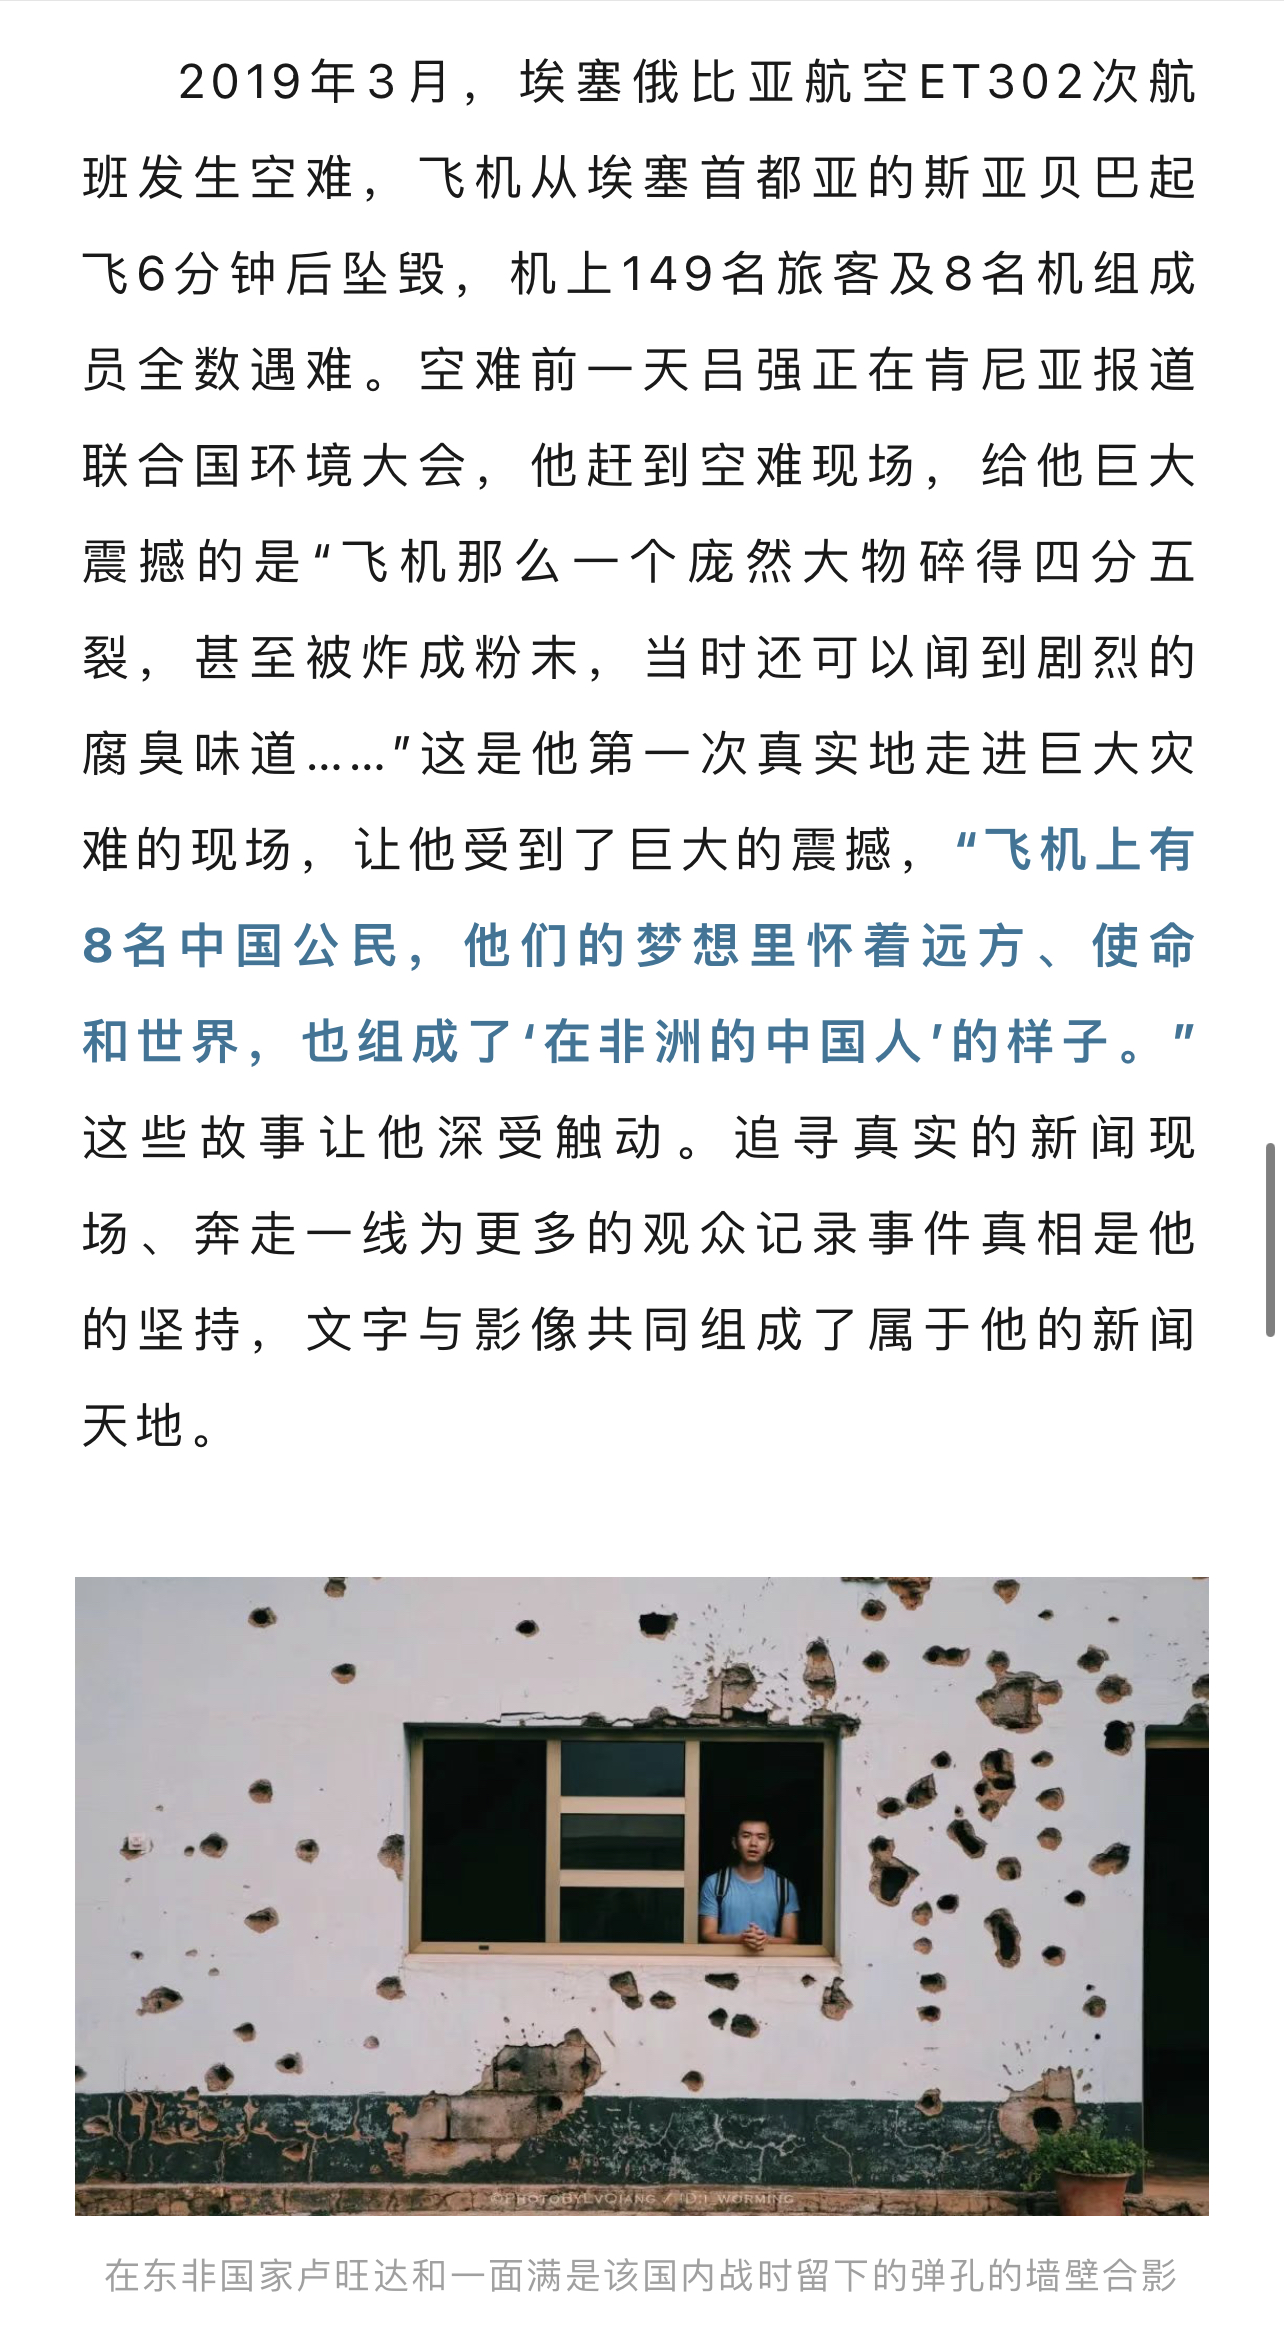 2019年3月，埃塞俄比亚航空ET302次航
班发生空难，飞机从埃塞首都亚的斯亚贝巴起
飞6分钟后坠毁，机上149名旅客及8名机组成
员全数遇难。空难前一天吕强正在肯尼亚报道
联合国环境大会，他赶到空难现场，给他巨大
震撼的是“飞机那么一个庞然大物碎得四分五
裂，甚至被炸成粉末，当时还可以闻到剧烈的
腐臭味道……”这是他第一次真实地走进巨大灾
难的现场，让他受到了巨大的震撼，“飞机上有
8名中国公民，他们的梦想里怀着远方、使命
和世界，也组成了‘在非洲的中国人’的样子。”
这些故事让他深受触动。追寻真实的新闻现
场、奔走一线为更多的观众记录事件真相是他
的坚持，文字与影像共同组成了属于他的新闻
天地。
©PHOTOBYLVQIANG / ID:I_WORMING
在东非国家卢旺达和一面满是该国内战时留下的弹孔的墙壁合影